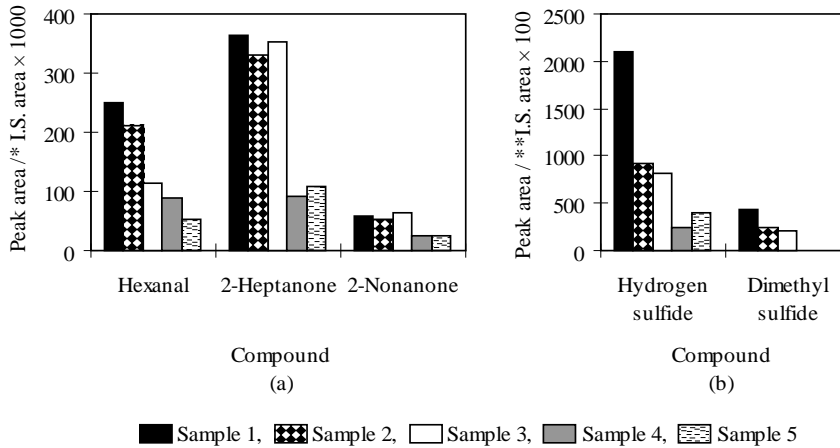 Peak area /* I.S. area × 1000
400
300
200
100
0
Hexanal
2-Heptanone
2-Nonanone
Compound
(a)
Peak area / **I.S. area × 100
2500
2000
1000
1000
500
0
Hydrogen
sulfide
Dimethyl
sulfide
Compound
(b)
Sample 1, Sample 2, Sample 3, Sample 4, Sample 5